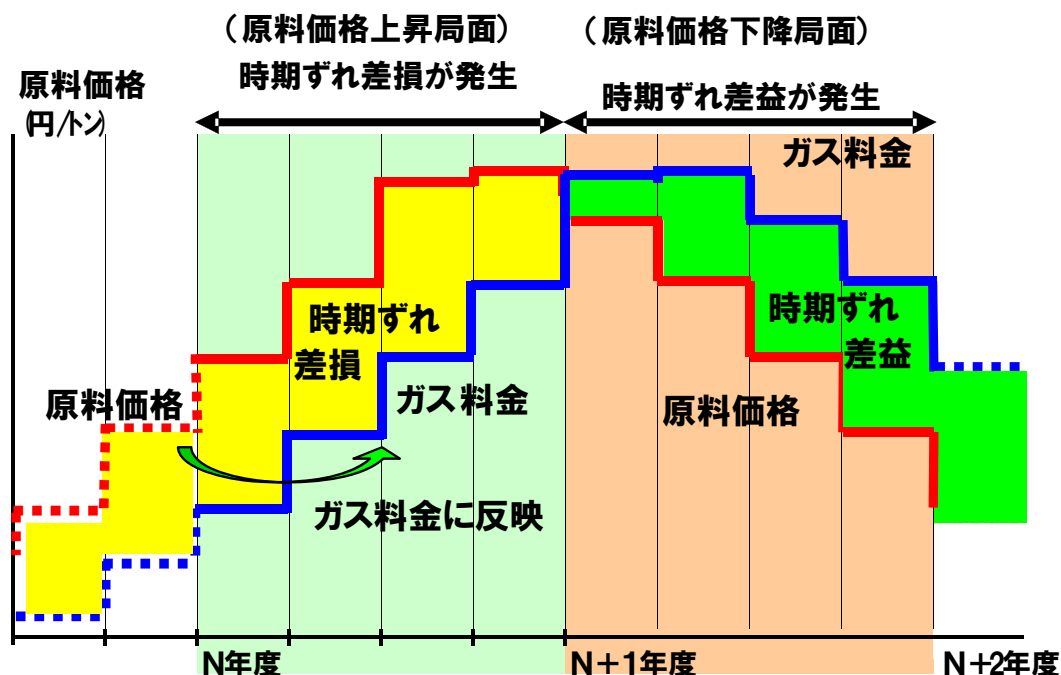 （原料価格上昇局面）
時期ずれ差損が発生
（原料価格下降局面）
時期ずれ差益が発生
原料価格
(円/トン)
ガス料金
時期ずれ
差損
時期ずれ
差益
原料価格
ガス料金
原料価格
ガス料金に反映
N年度
N＋1年度
N＋2年度